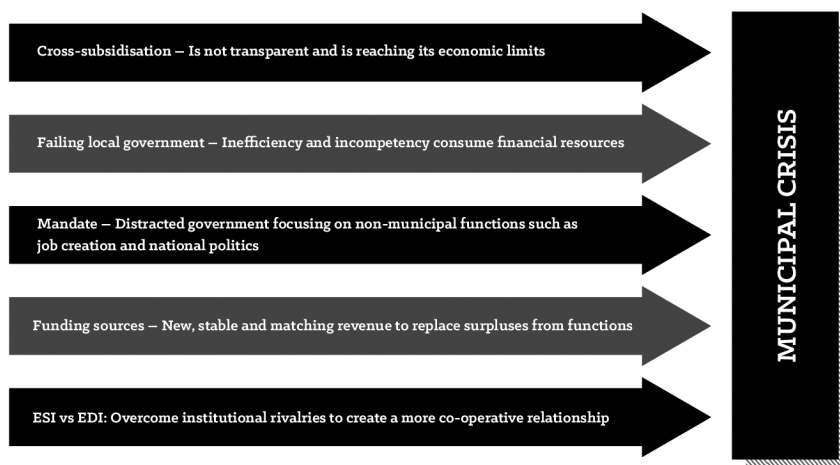 Cross-subsidisation – Is not transparent and is reaching its economic limits
Failing local government – Inefficiency and incompetency consume financial resources
Mandate – Distracted government focusing on non-municipal functions such as
job creation and national politics
Funding sources – New, stable and matching revenue to replace surpluses from functions
ESI vs EDI: Overcome institutional rivalries to create a more co-operative relationship
MUNICIPAL CRISIS